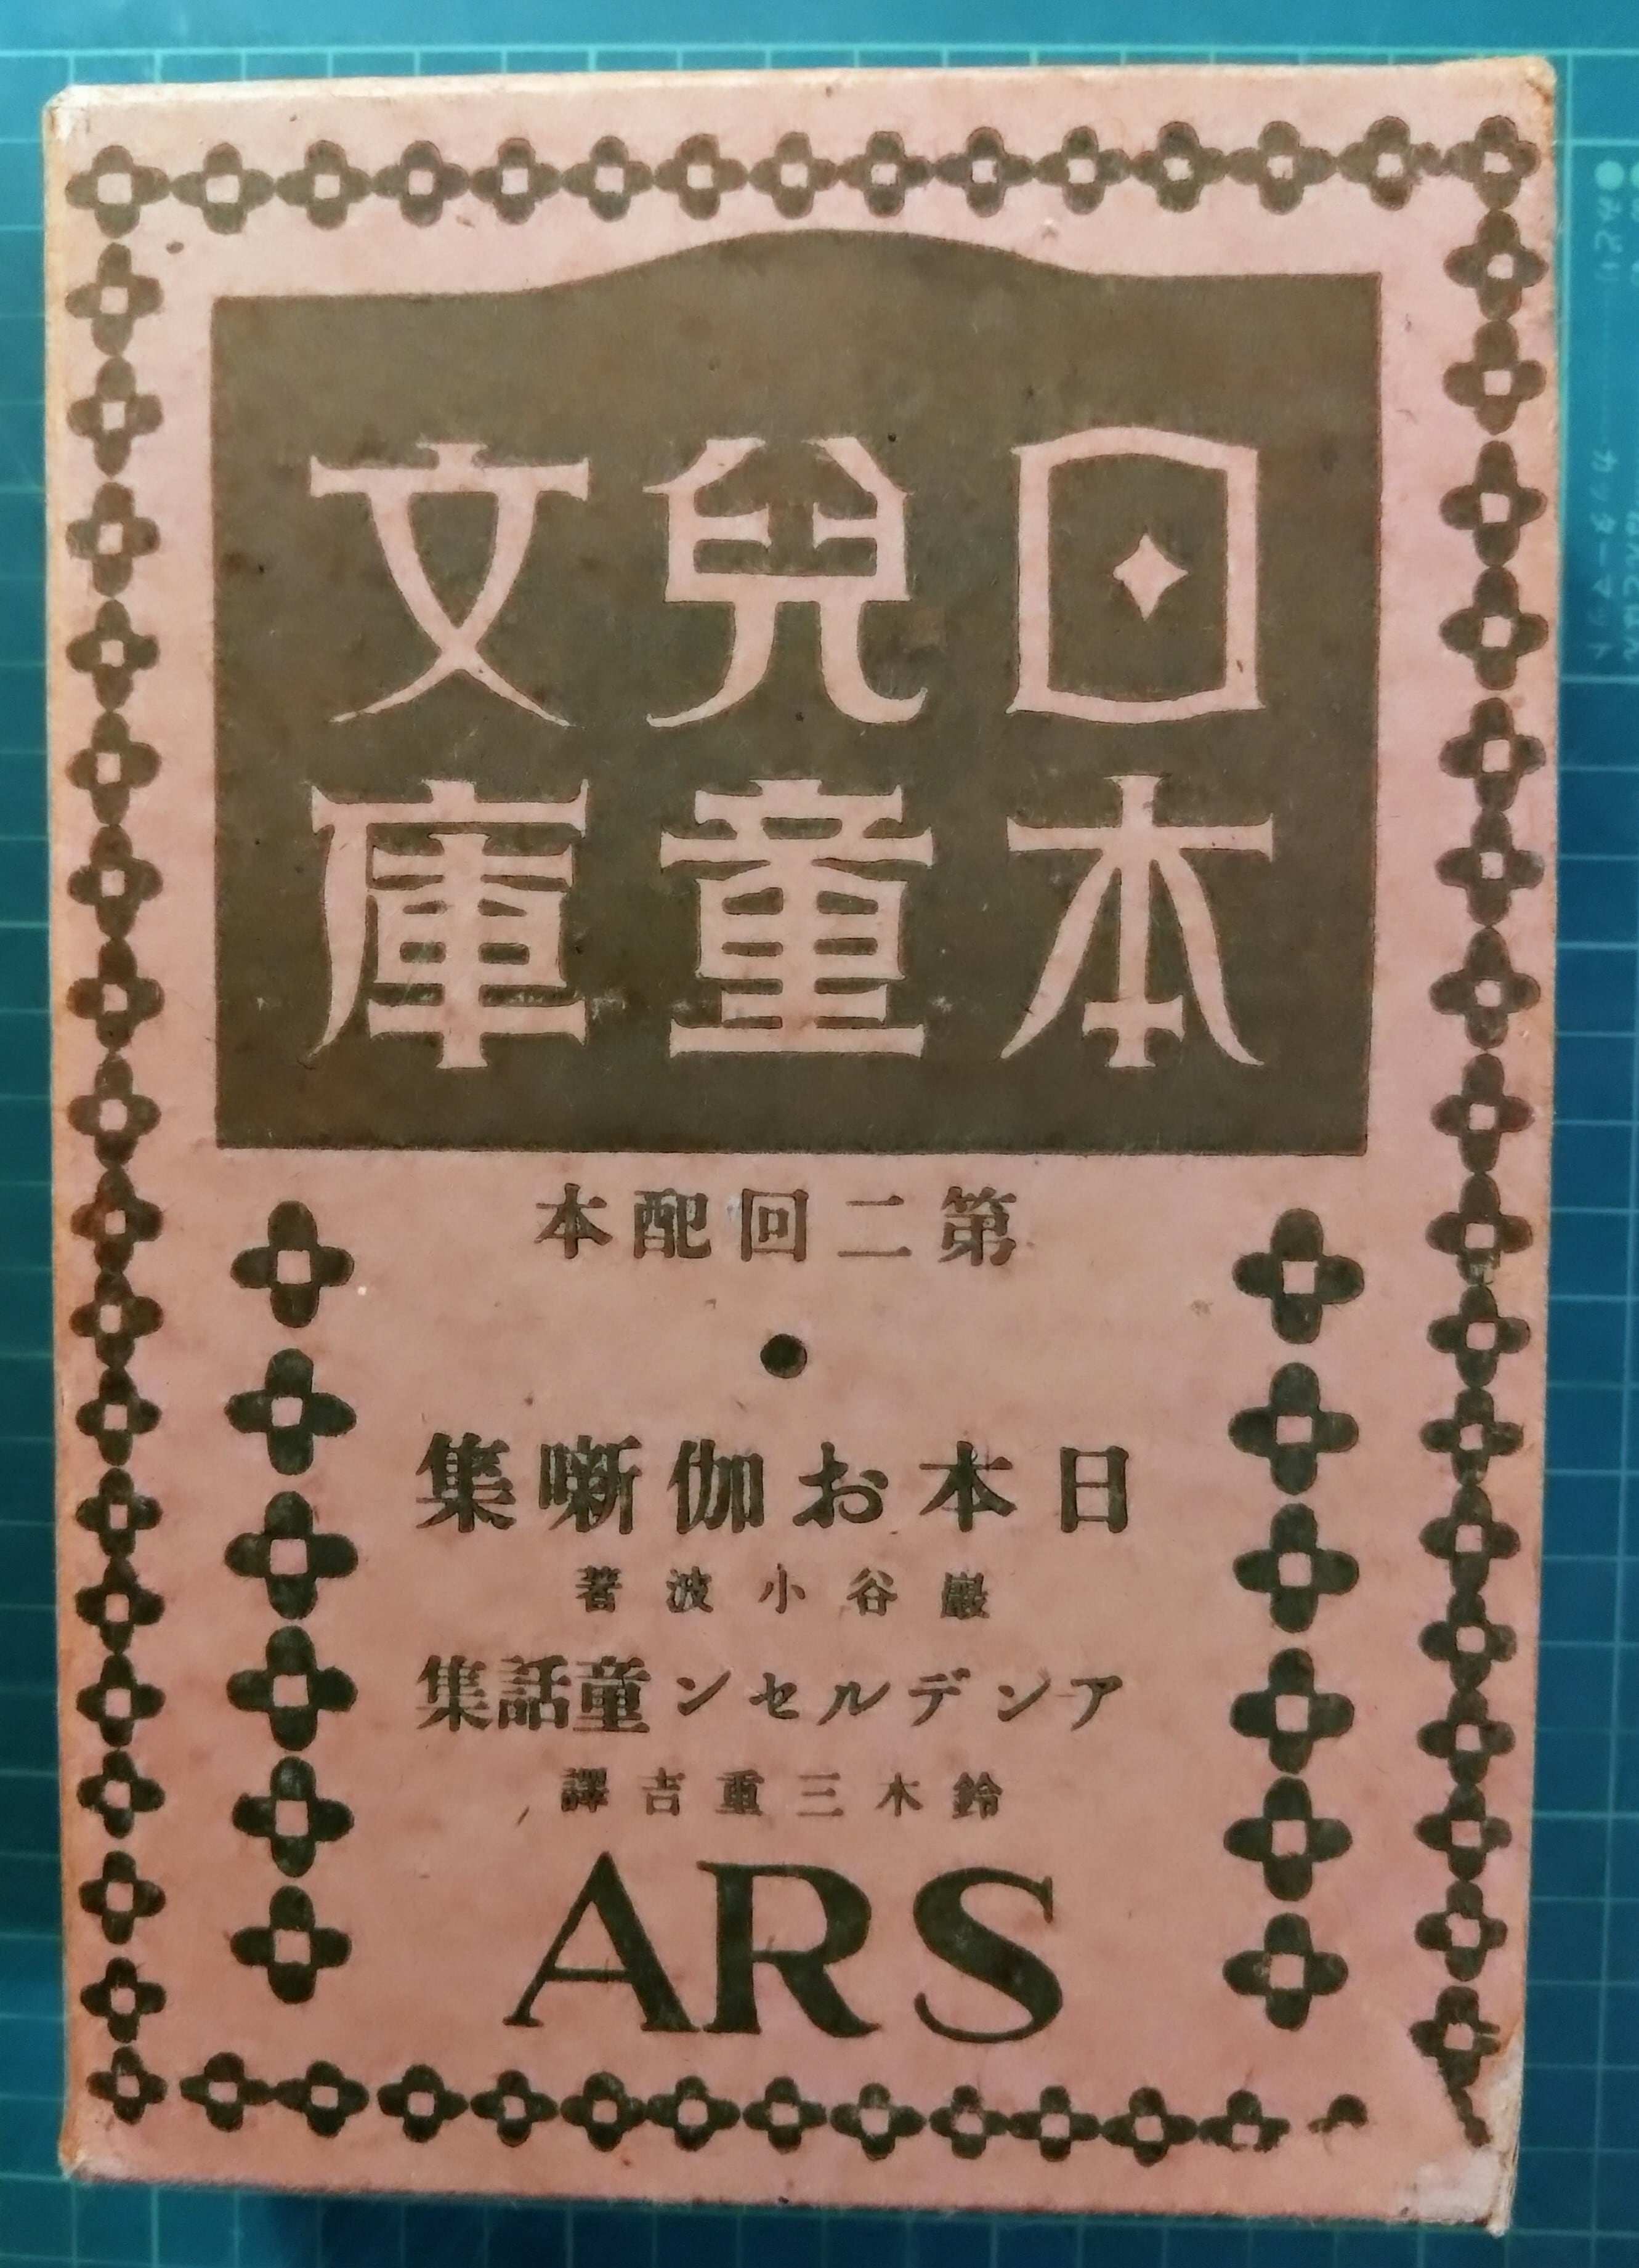 日本兒童文庫
第二回配本
日本お伽噺集
巖谷小波著
アンデルセン童話集
鈴木三重吉譯
ARS